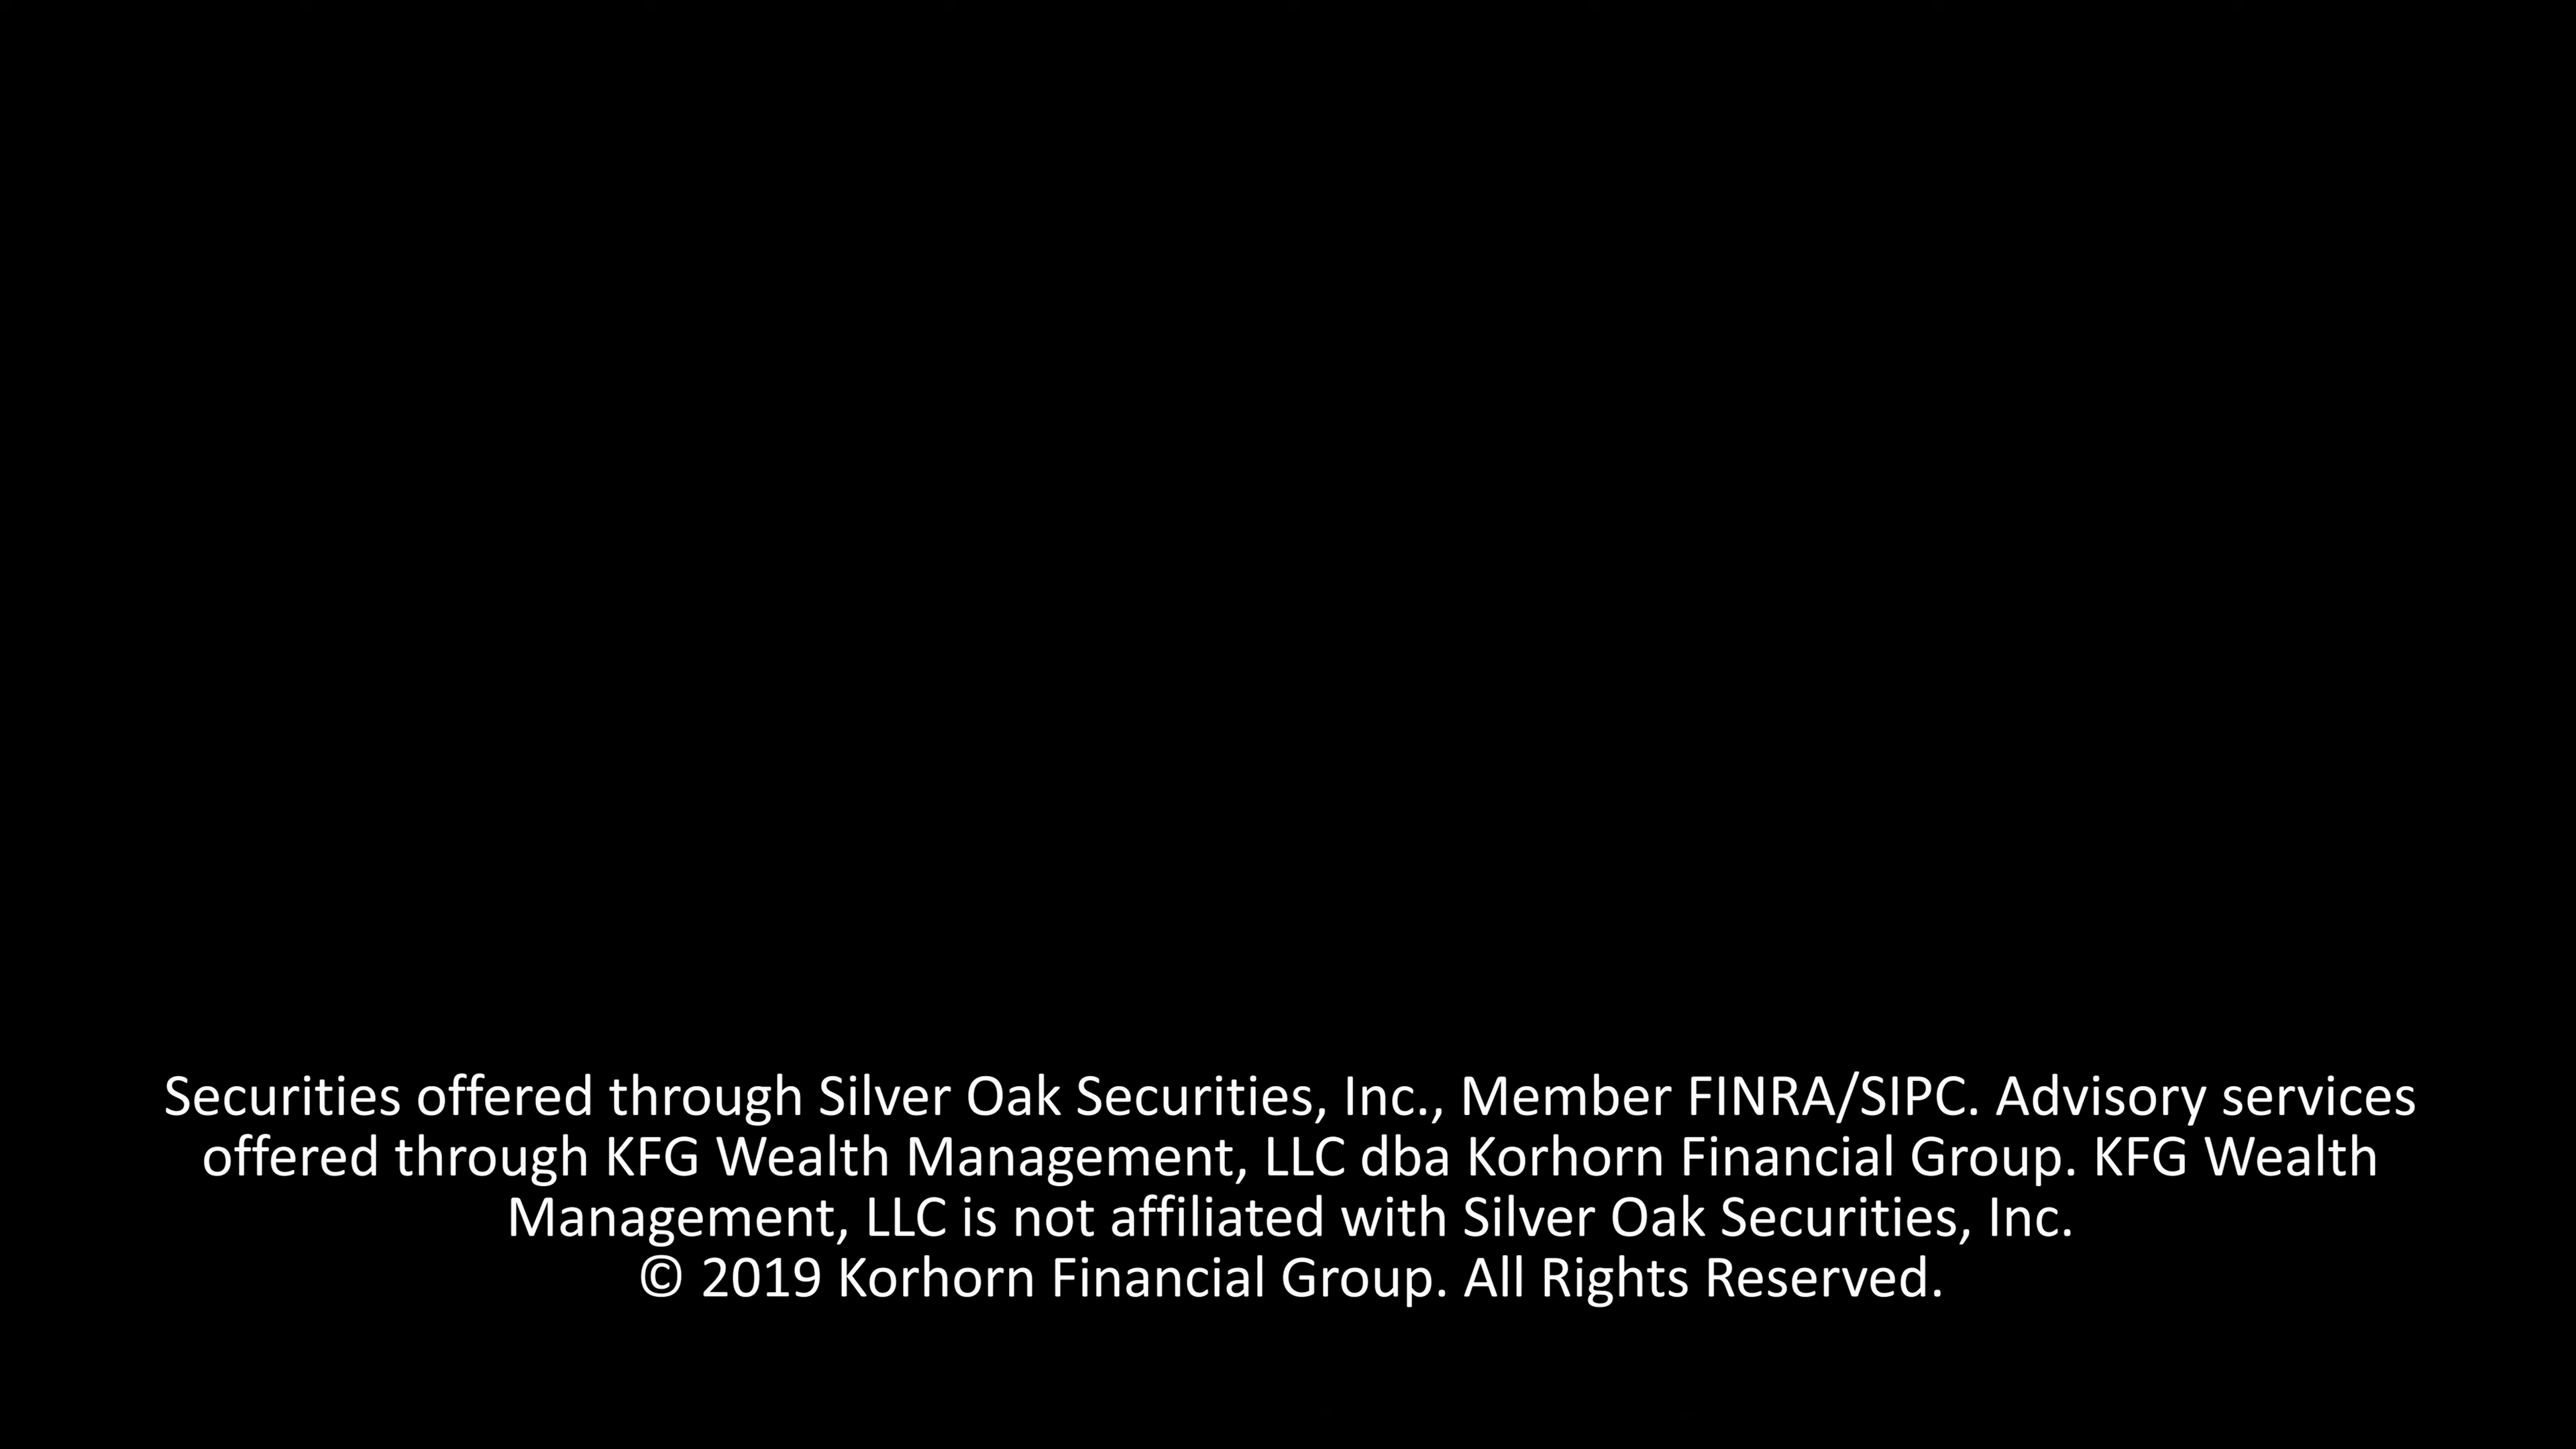 Securities offered through Silver Oak Securities, Inc., Member FINRA/SIPC. Advisory services
offered through KFG Wealth Management, LLC dba Korhorn Financial Group. KFG Wealth
Management, LLC is not affiliated with Silver Oak Securities, Inc.
© 2019 Korhorn Financial Group. All Rights Reserved.